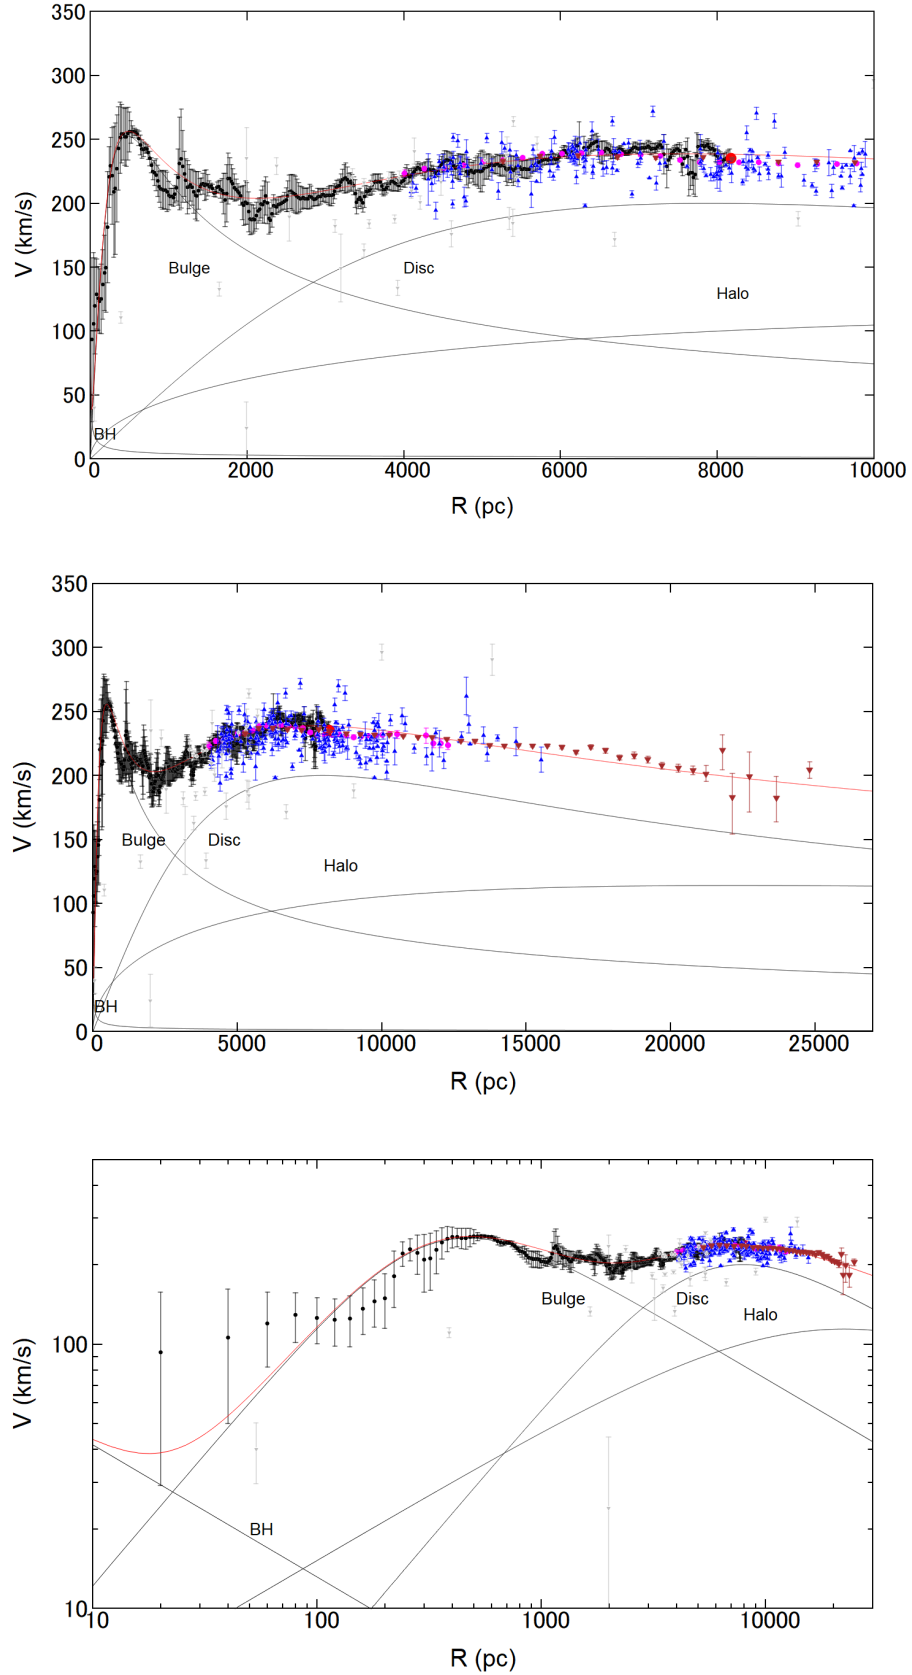 350
300
250
200
150
100
50
0
V (km/s)
Bulge
Disc
Halo
BH
0 2000 4000 6000 8000 10000
R (pc)
350
300
250
200
150
100
50
0
V (km/s)
Bulge
Disc
Halo
BH
0 5000 10000 15000 20000 25000
R (pc)
100
10
V (km/s)
Bulge
Disc
Halo
BH
10 100 1000 10000
R (pc)